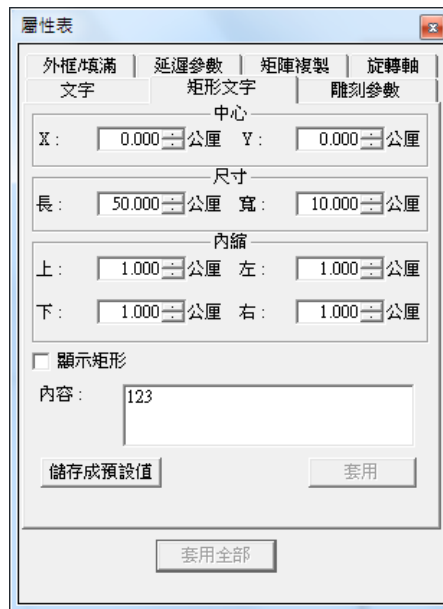 屬性表
外框/填滿 延遲參數 矩陣複製 旋轉軸
文字 矩形文字 雕刻參數
中心
X： 0.000 公厘 Y： 0.000 公厘
尺寸
長： 50.000 公厘 寬： 10.000 公厘
內縮
上： 1.000 公厘 左： 1.000 公厘
下： 1.000 公厘 右： 1.000 公厘
顯示矩形
內容： 123
儲存成預設值 套用
套用全部